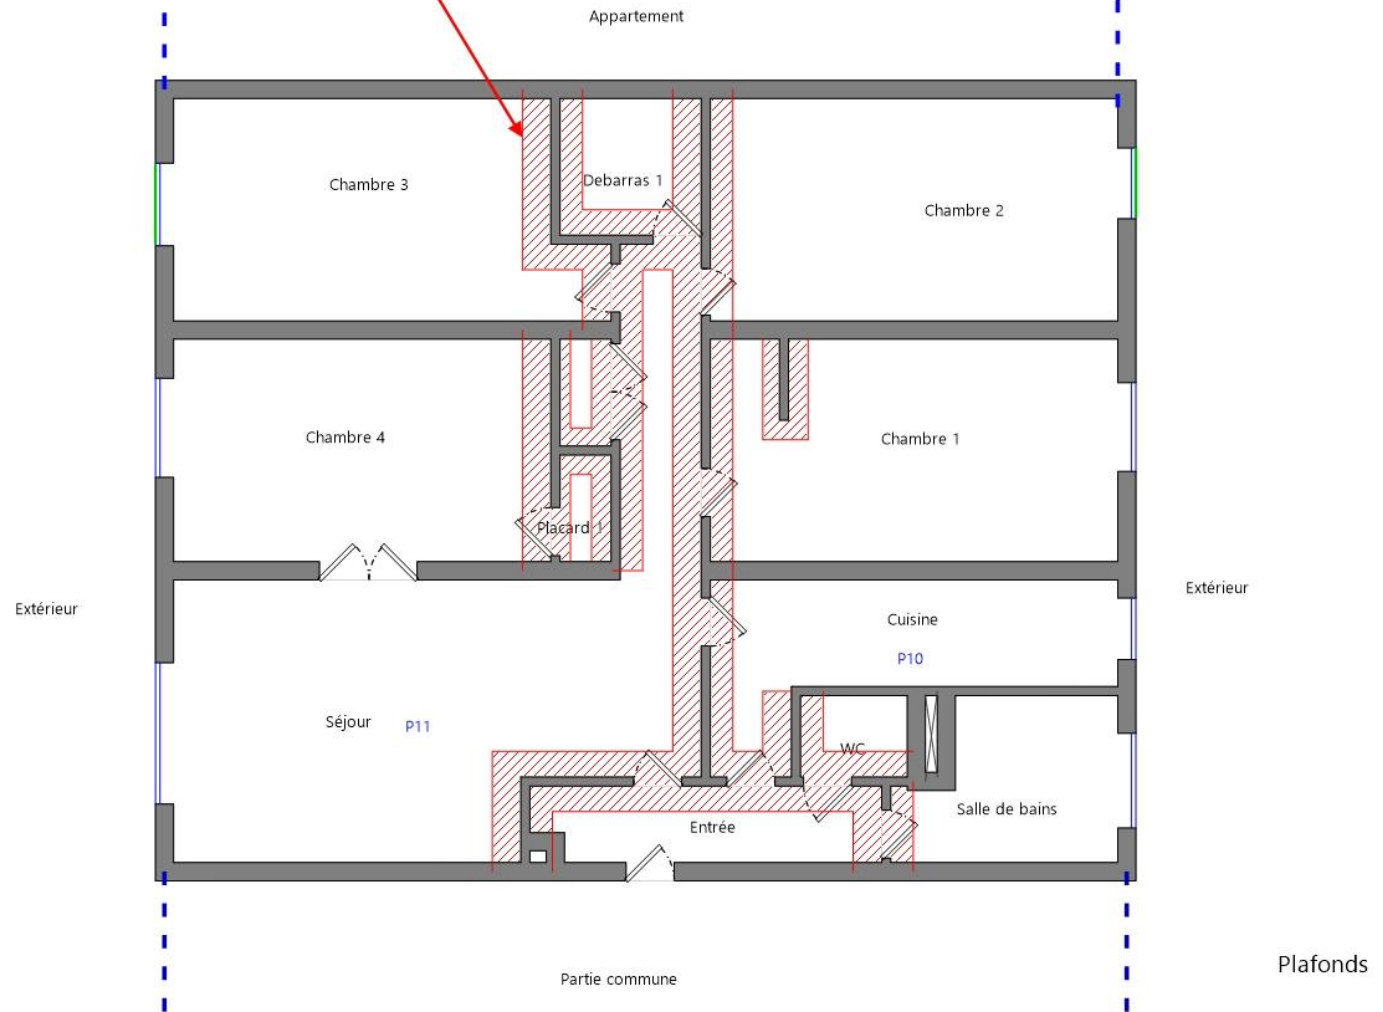 Appartement
Chambre 3
Debarras 1
Chambre 2
Chambre 4
Chambre 1
Placard 1
Extérieur
Extérieur
Cuisine
P10
Séjour
P11
WC
Salle de bains
Entrée
Partie commune
Plafonds